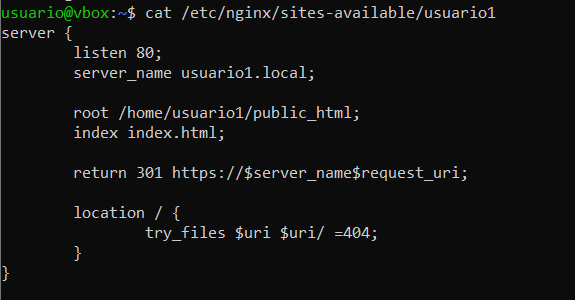 usuario@vbox:~$ cat /etc/nginx/sites-available/usuario1
server {
        listen 80;
        server_name usuario1.local;

        root /home/usuario1/public_html;
        index index.html;

        return 301 https://$server_name$request_uri;

        location / {
                try_files $uri $uri/ =404;
        }
}